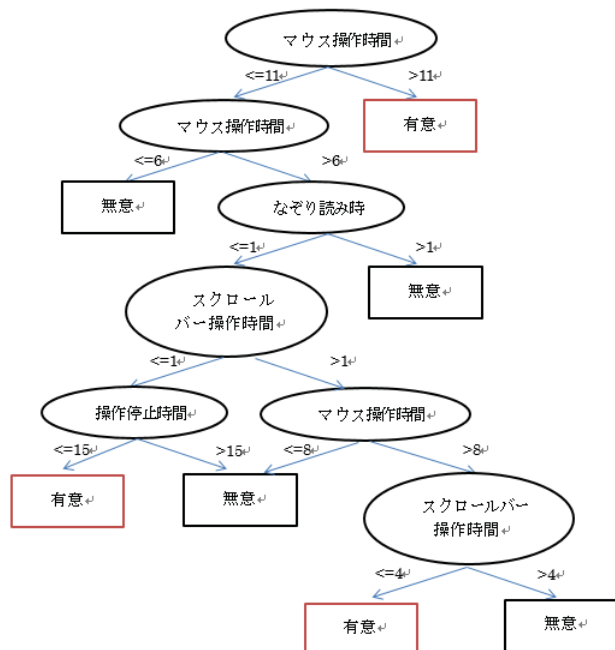 マウス操作時間↵
<=11↵
>11↵
マウス操作時間↵
有意↵
<=6↵
>6↵
無意↵
なぞり読み時
<=1↵
>1↵
スクロール
バー操作時間↵
無意↵
<=1↵
>1↵
操作停止時間↵
マウス操作時間↵
<=15↵
>15↵
<=8↵
>8↵
有意↵
無意↵
スクロールバー
操作時間↵
<=4↵
>4↵
有意↵
無意↵